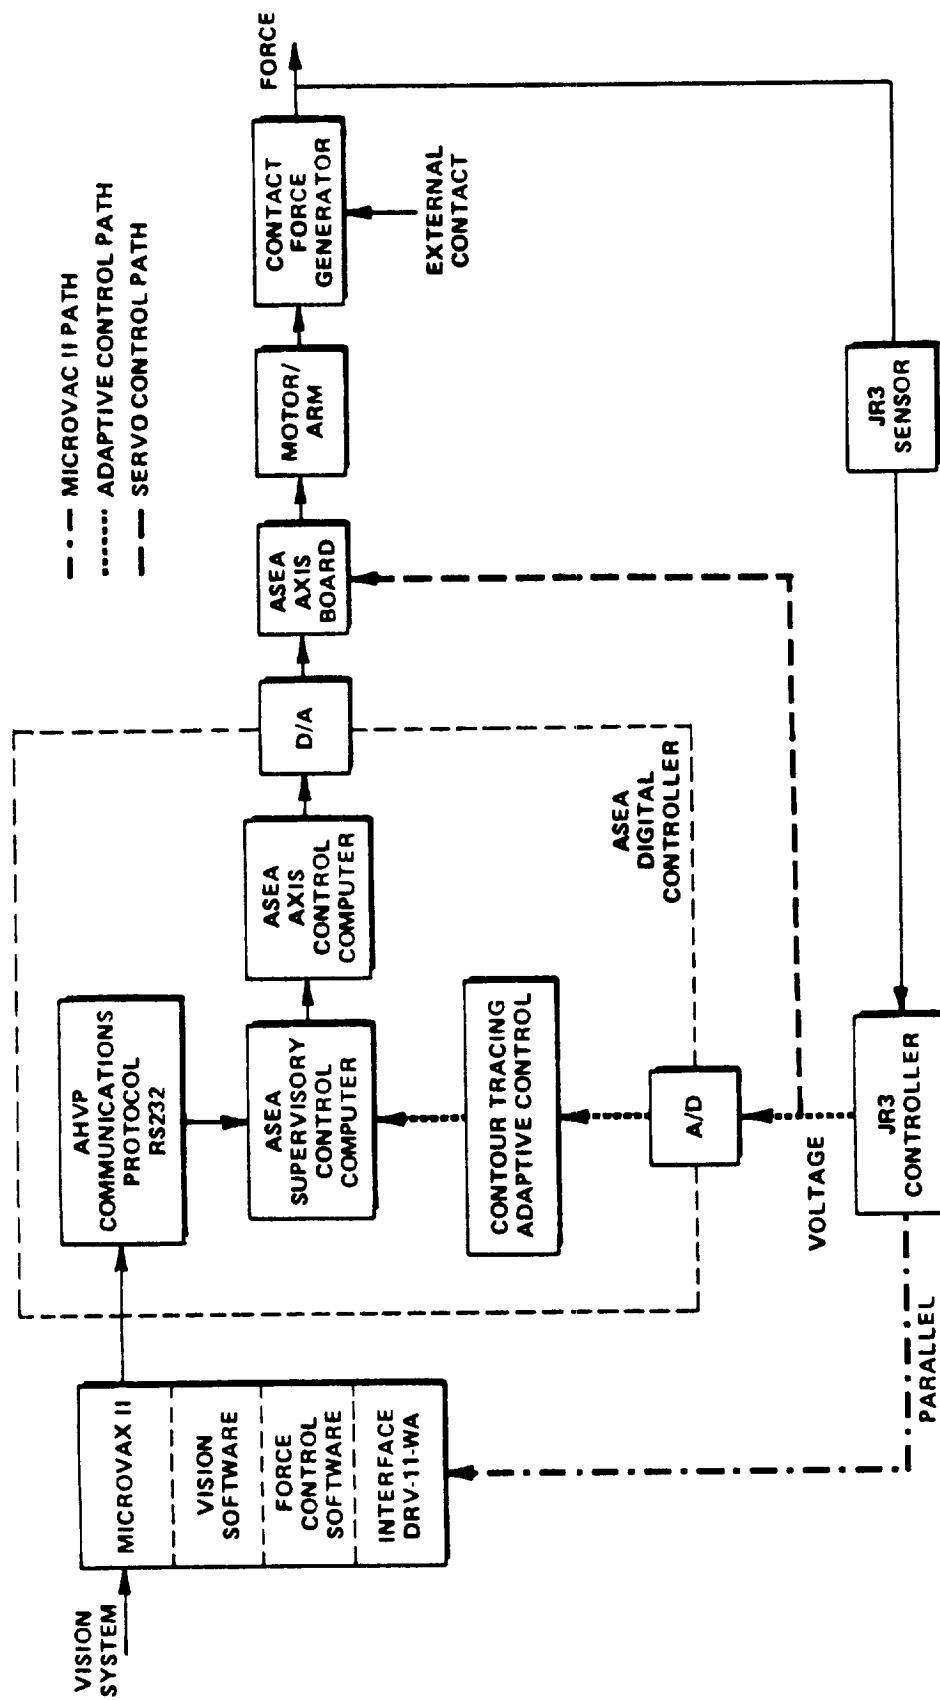 MICROVAC II PATH
ADAPTIVE CONTROL PATH
SERVO CONTROL PATH
VISION
SYSTEM
MICROVAX II
VISION
SOFTWARE
FORCE
CONTROL
SOFTWARE
INTERFACE
DRV-11-WA
AHVP
COMMUNICATIONS
PROTOCOL
RS232
ASEA
SUPERVISORY
CONTROL
COMPUTER
ASEA
AXIS
CONTROL
COMPUTER
D/A
ASEA
AXIS
BOARD
MOTOR/
ARM
CONTACT
FORCE
GENERATOR
FORCE
EXTERNAL
CONTACT
CONTOUR TRACING
ADAPTIVE CONTROL
ASEA
DIGITAL
CONTROLLER
A/D
VOLTAGE
JR3
CONTROLLER
JR3
SENSOR
PARALLEL